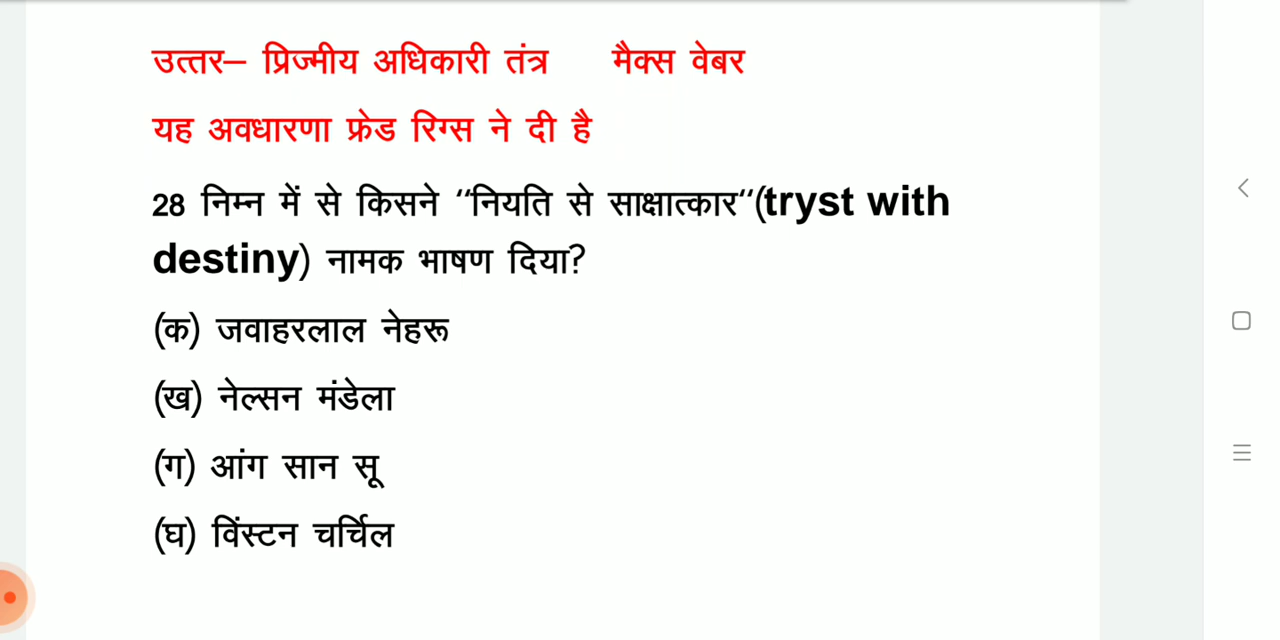 उत्तर– प्रिज्मीय अधिकारी तंत्र मैक्स वेबर
यह अवधारणा फ्रेड रिग्स ने दी है
28 निम्न में से किसने ‘‘नियति से साक्षात्कार‘‘(tryst with
destiny) नामक भाषण दिया?
(क) जवाहरलाल नेहरू
(ख) नेल्सन मंडेला
(ग) आंग सान सू
(घ) विंस्टन चर्चिल